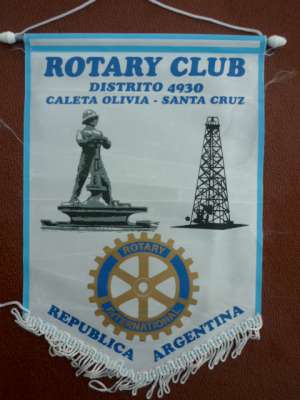 ROTARY CLUB
DISTRITO 4930
CALETA OLIVIA - SANTA CRUZ
ROTARY
INTERNATIONAL
REPUBLICA ARGENTINA